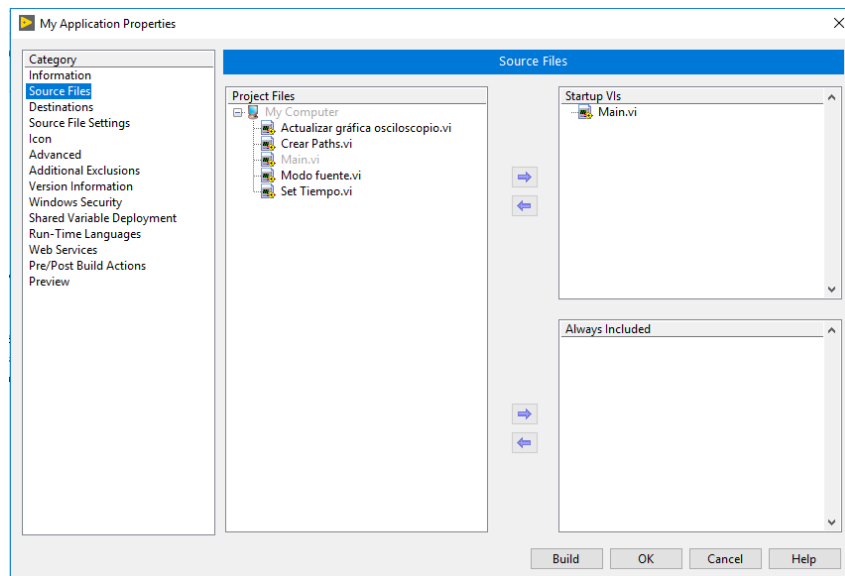 My Application Properties
Category
Information
Source Files
Destinations
Source File Settings
Icon
Advanced
Additional Exclusions
Version Information
Windows Security
Shared Variable Deployment
Run-Time Languages
Web Services
Pre/Post Build Actions
Preview
Source Files
Project Files
My Computer
Actualizar gráfica osciloscopio.vi
Crear Paths.vi
Main.vi
Modo fuente.vi
Set Tiempo.vi
Startup VIs
Main.vi
Always Included
Build
OK
Cancel
Help